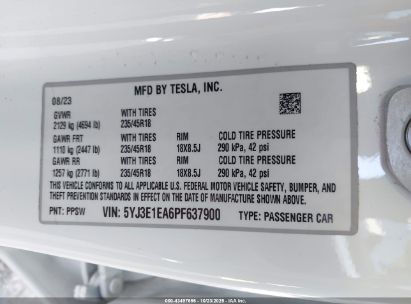 MFD BY TESLA, INC.
08/23
GVWR WITH TIRES
2129 kg (4694 lb) 235/45R18
GAWR FRT WITH TIRES RIM COLD TIRE PRESSURE
1110 kg (2447 lb) 235/45R18 18X8.5J 290 kPa, 42 psi
GAWR RR WITH TIRES RIM COLD TIRE PRESSURE
1257 kg (2771 lb) 235/45R18 18X8.5J 290 kPa, 42 psi
THIS VEHICLE CONFORMS TO ALL APPLICABLE U.S. FEDERAL MOTOR VEHICLE SAFETY, BUMPER, AND
THEFT PREVENTION STANDARDS IN EFFECT ON THE DATE OF MANUFACTURE SHOWN ABOVE.
PNT: PPSW VIN: 5YJ3E1EA6PF637900 TYPE: PASSENGER CAR